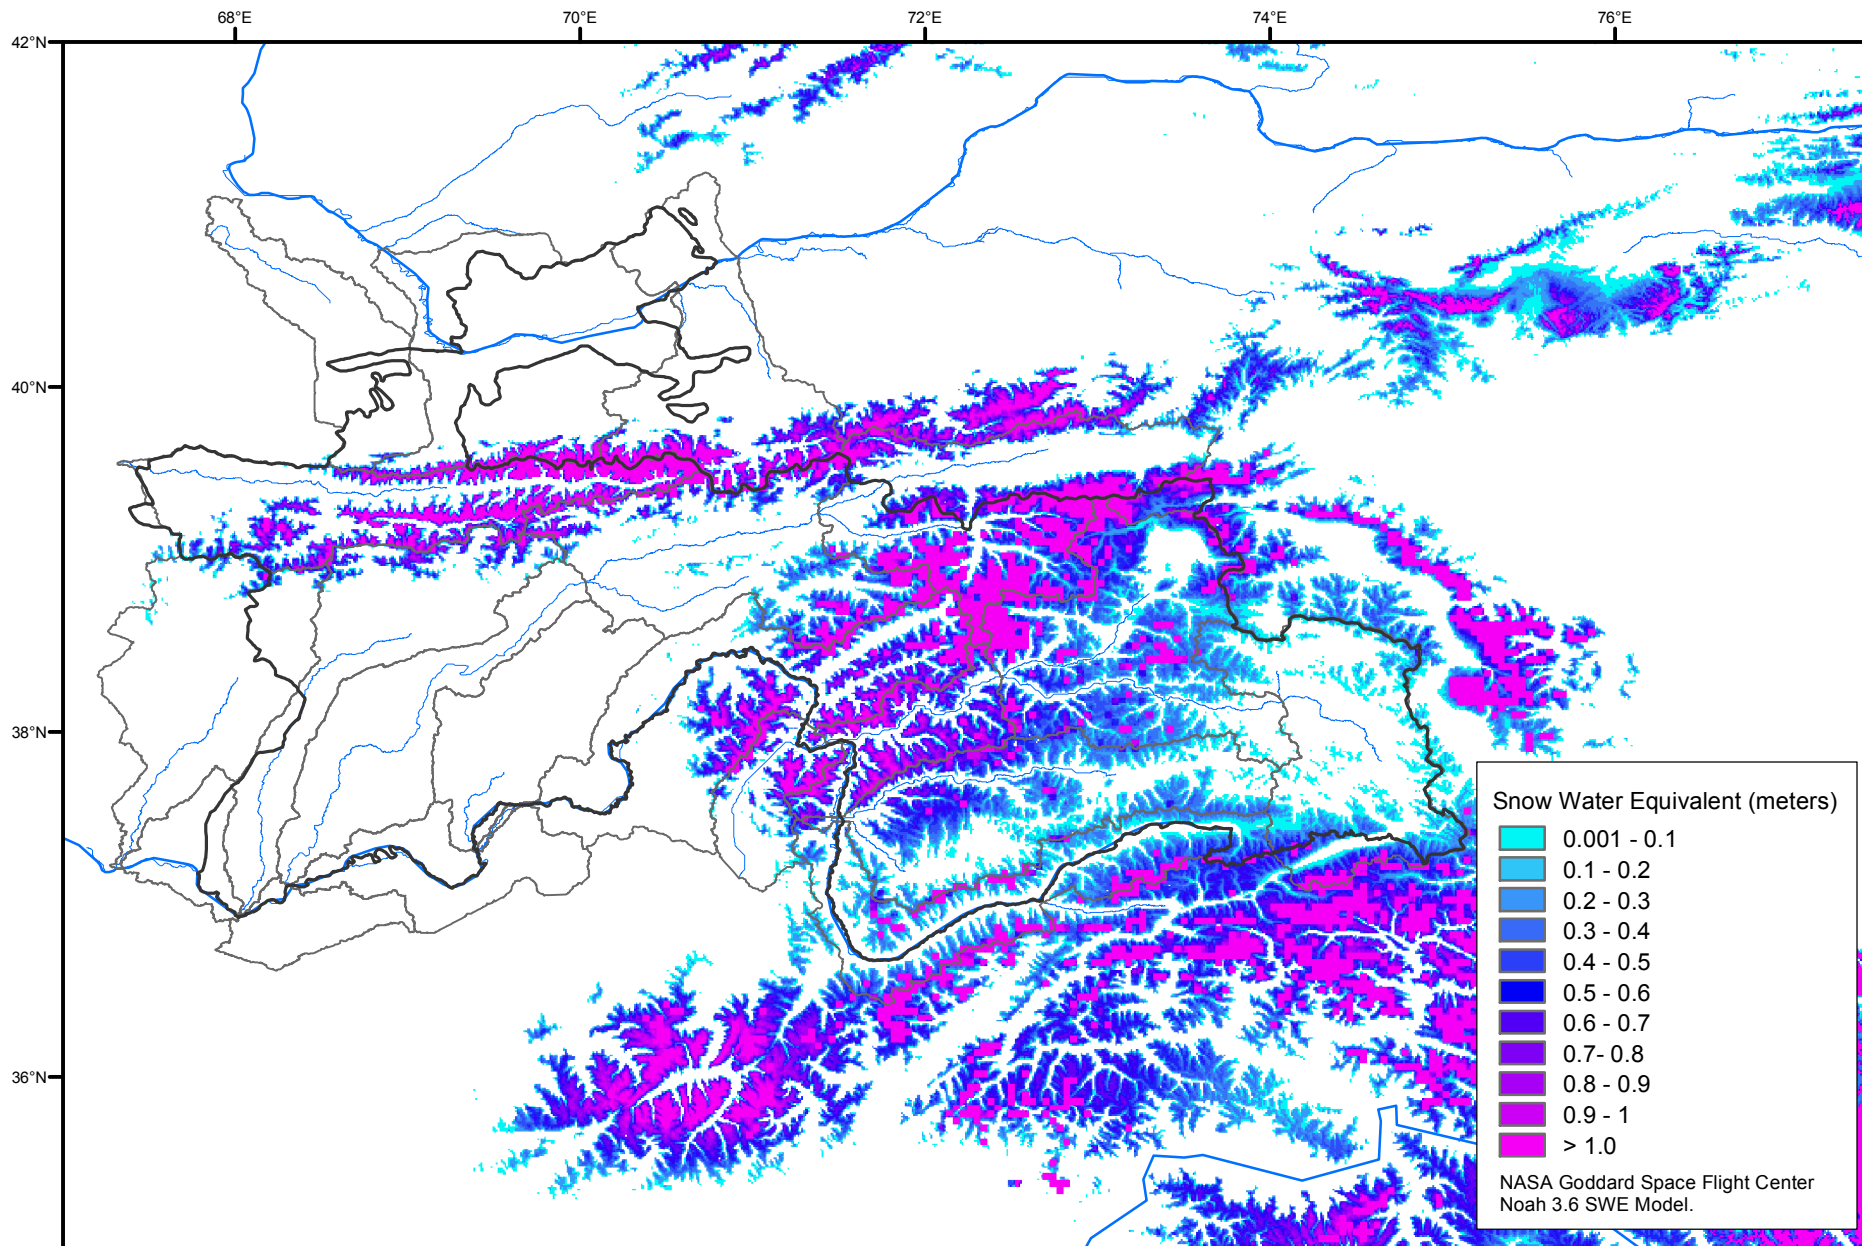 68°E 70°E 72°E 74°E 76°E
42°N
40°N
38°N
36°N
Snow Water Equivalent (meters)
0.001 - 0.1
0.1 - 0.2
0.2 - 0.3
0.3 - 0.4
0.4 - 0.5
0.5 - 0.6
0.6 - 0.7
0.7- 0.8
0.8 - 0.9
0.9 - 1
> 1.0
NASA Goddard Space Flight Center
Noah 3.6 SWE Model.